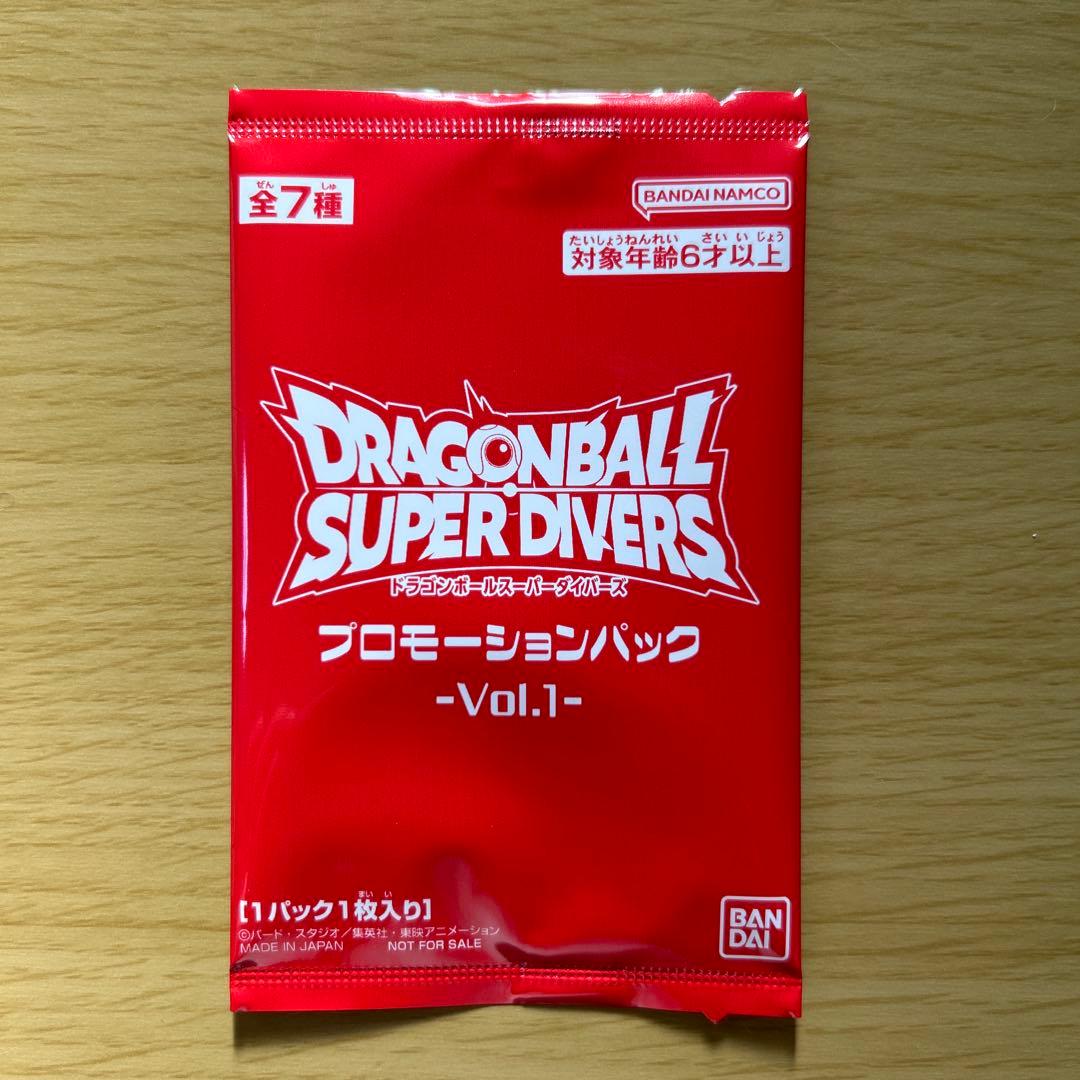 ぜん しゅ
全7種
BANDAI NAMCO
たいしょうねんれい さい い じょう
対象年齢6才以上
DRAGONBALL
SUPER DIVERS
ドラゴンボールスーパーダイバーズ
プロモーションパック
-Vol.1-
まい い
[1パック1枚入り]
©バード・スタジオ/集英社・東映アニメーション
MADE IN JAPAN NOT FOR SALE
BAN
DAI